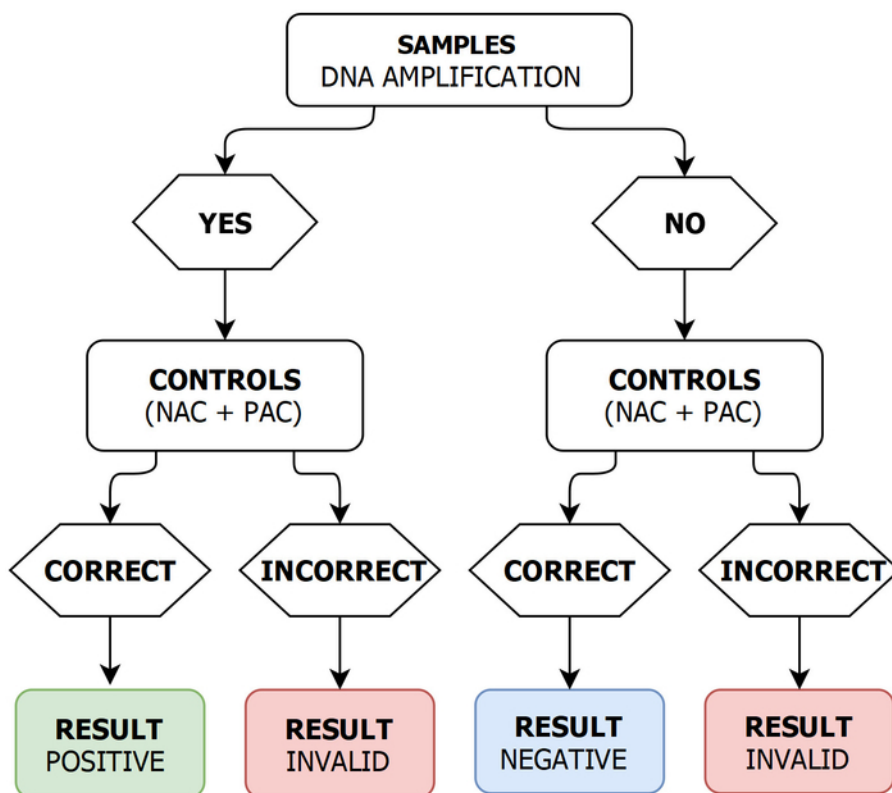 SAMPLES
DNA AMPLIFICATION
YES
NO
CONTROLS
(NAC + PAC)
CONTROLS
(NAC + PAC)
CORRECT
INCORRECT
CORRECT
INCORRECT
RESULT
POSITIVE
RESULT
INVALID
RESULT
NEGATIVE
RESULT
INVALID